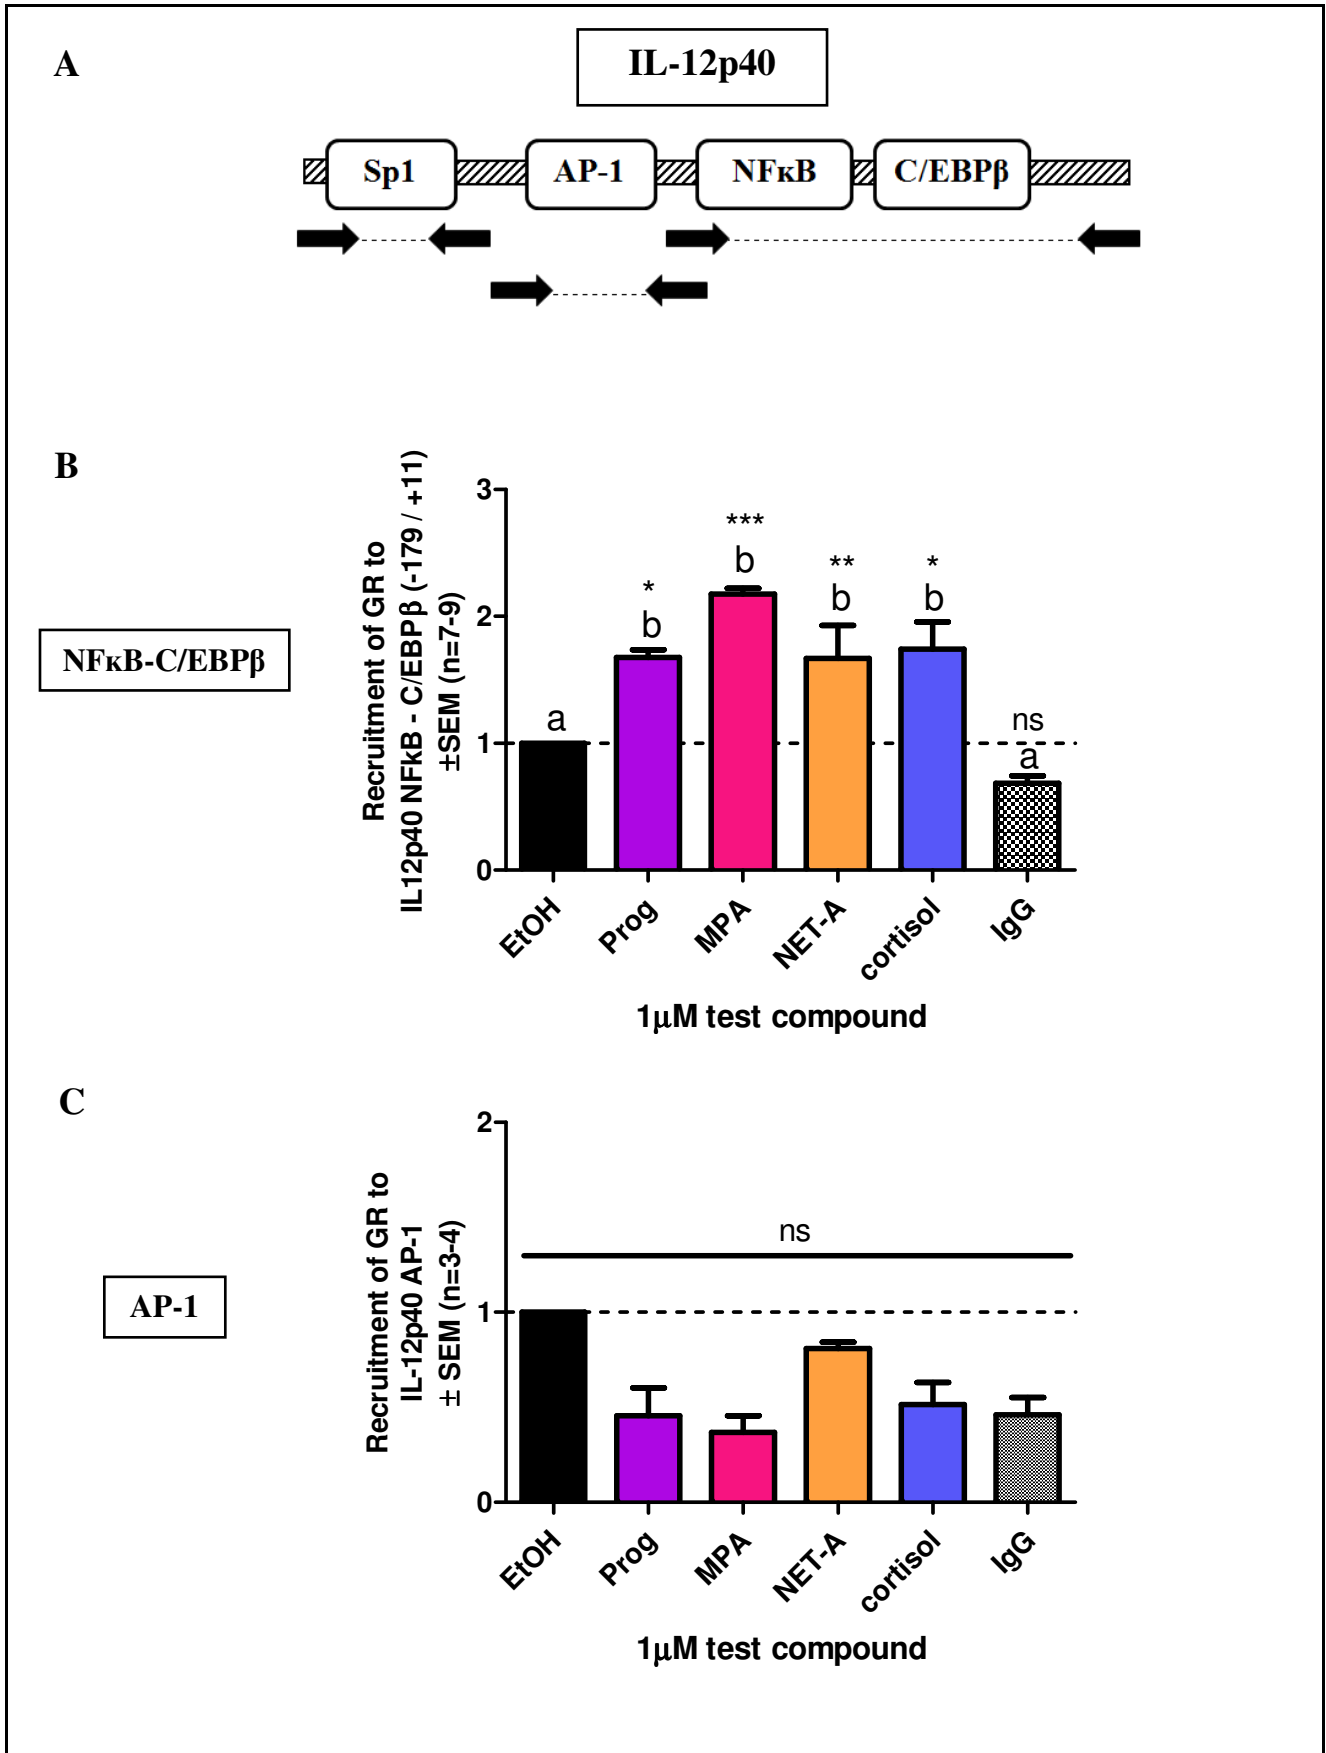 A
IL-12p40
Sp1 AP-1 NFκB C/EBPβ
B
NFκB-C/EBPβ
Recruitment of GR to
IL12p40 NFkB - C/EBPβ (-179 / +11)
±SEM (n=7-9)
3
2
1
0
a
*
b
***
b
**
b
*
b
ns
a
EtOH
Prog
MPA
NET-A
cortisol
IgG
1μM test compound
C
AP-1
Recruitment of GR to
IL-12p40 AP-1
± SEM (n=3-4)
2
1
0
ns
EtOH
Prog
MPA
NET-A
cortisol
IgG
1μM test compound